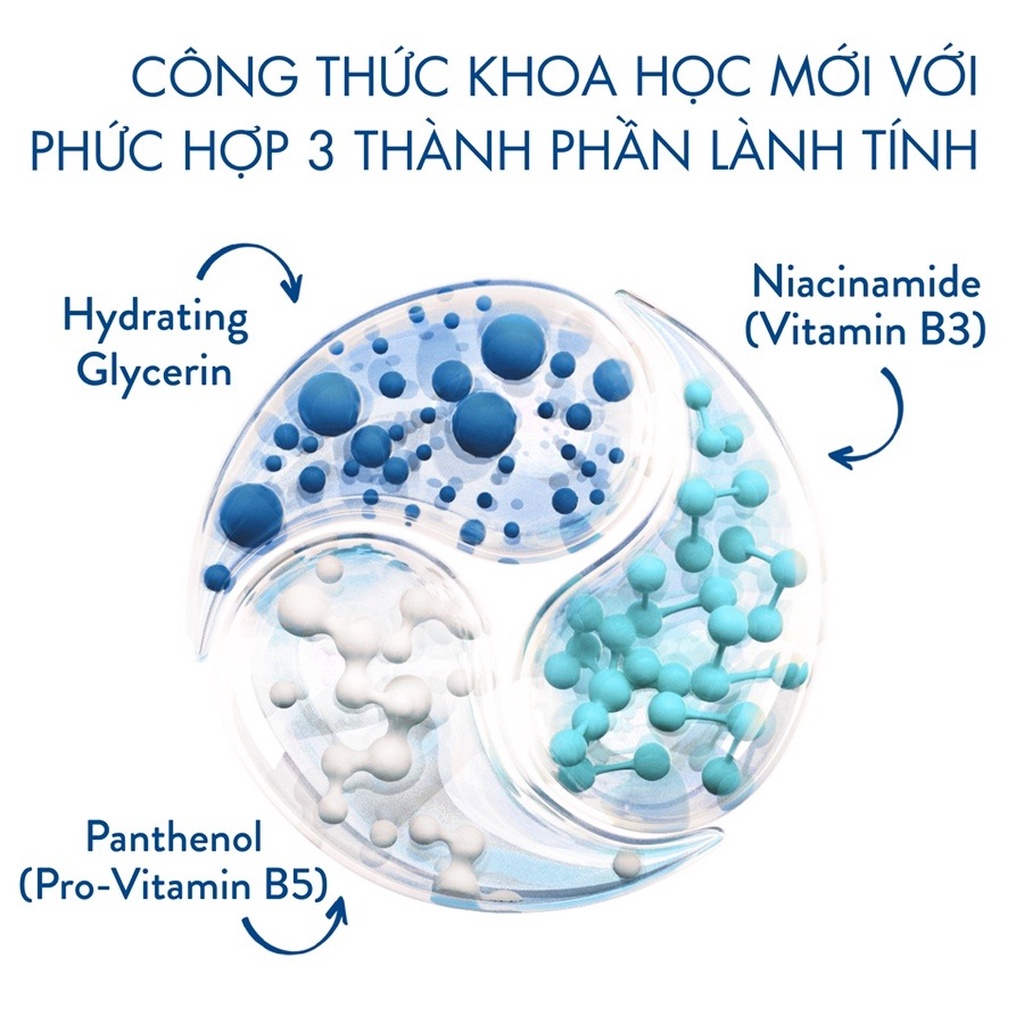 CÔNG THỨC KHOA HỌC MỚI VỚI
PHỨC HỢP 3 THÀNH PHẦN LÀNH TÍNH
Hydrating
Glycerin
Niacinamide
(Vitamin B3)
Panthenol
(Pro-Vitamin B5)